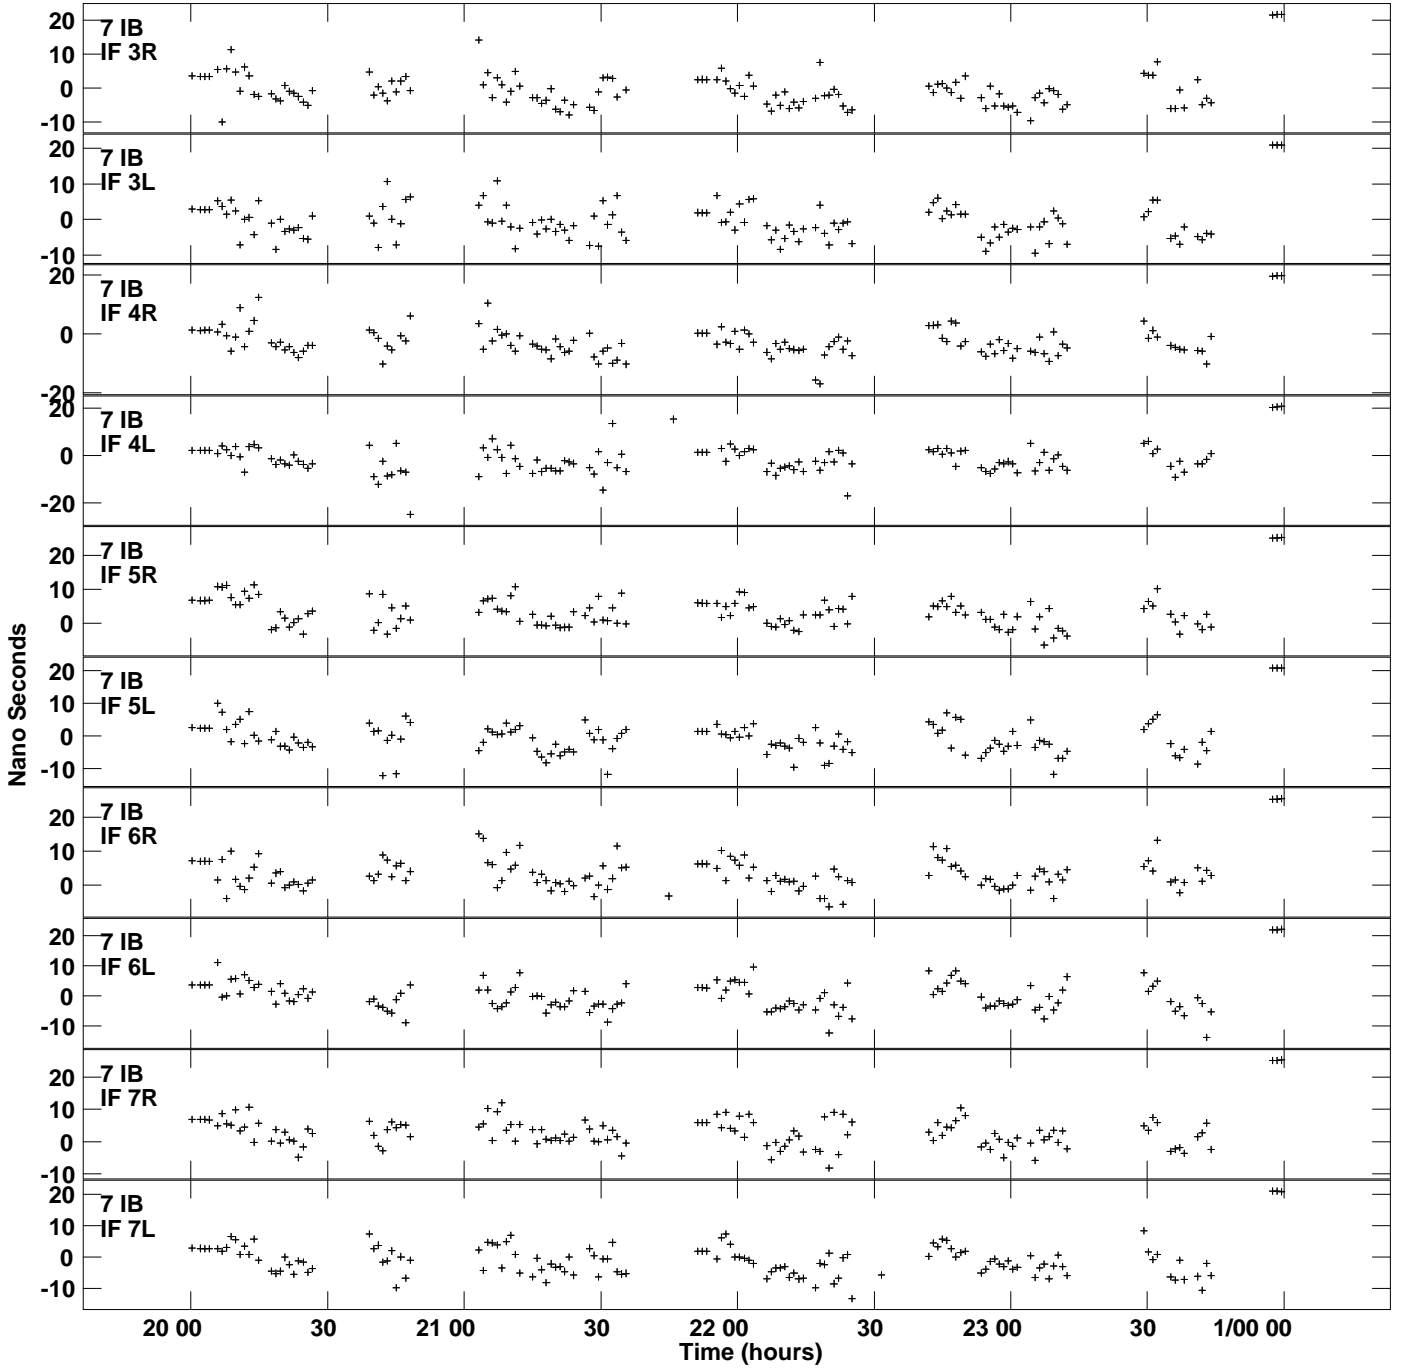 20
10
0
-10
7 IB
IF 3R
20
10
0
-10
7 IB
IF 3L
20
0
-20
7 IB
IF 4R
20
0
-20
7 IB
IF 4L
20
10
0
7 IB
IF 5R
20
10
0
-10
7 IB
IF 5L
20
10
0
7 IB
IF 6R
20
10
0
-10
7 IB
IF 6L
20
10
0
-10
7 IB
IF 7R
20
10
0
-10
7 IB
IF 7L
Nano Seconds
20 00 30 21 00 30 22 00 30 23 00 30 1/00 00
Time (hours)